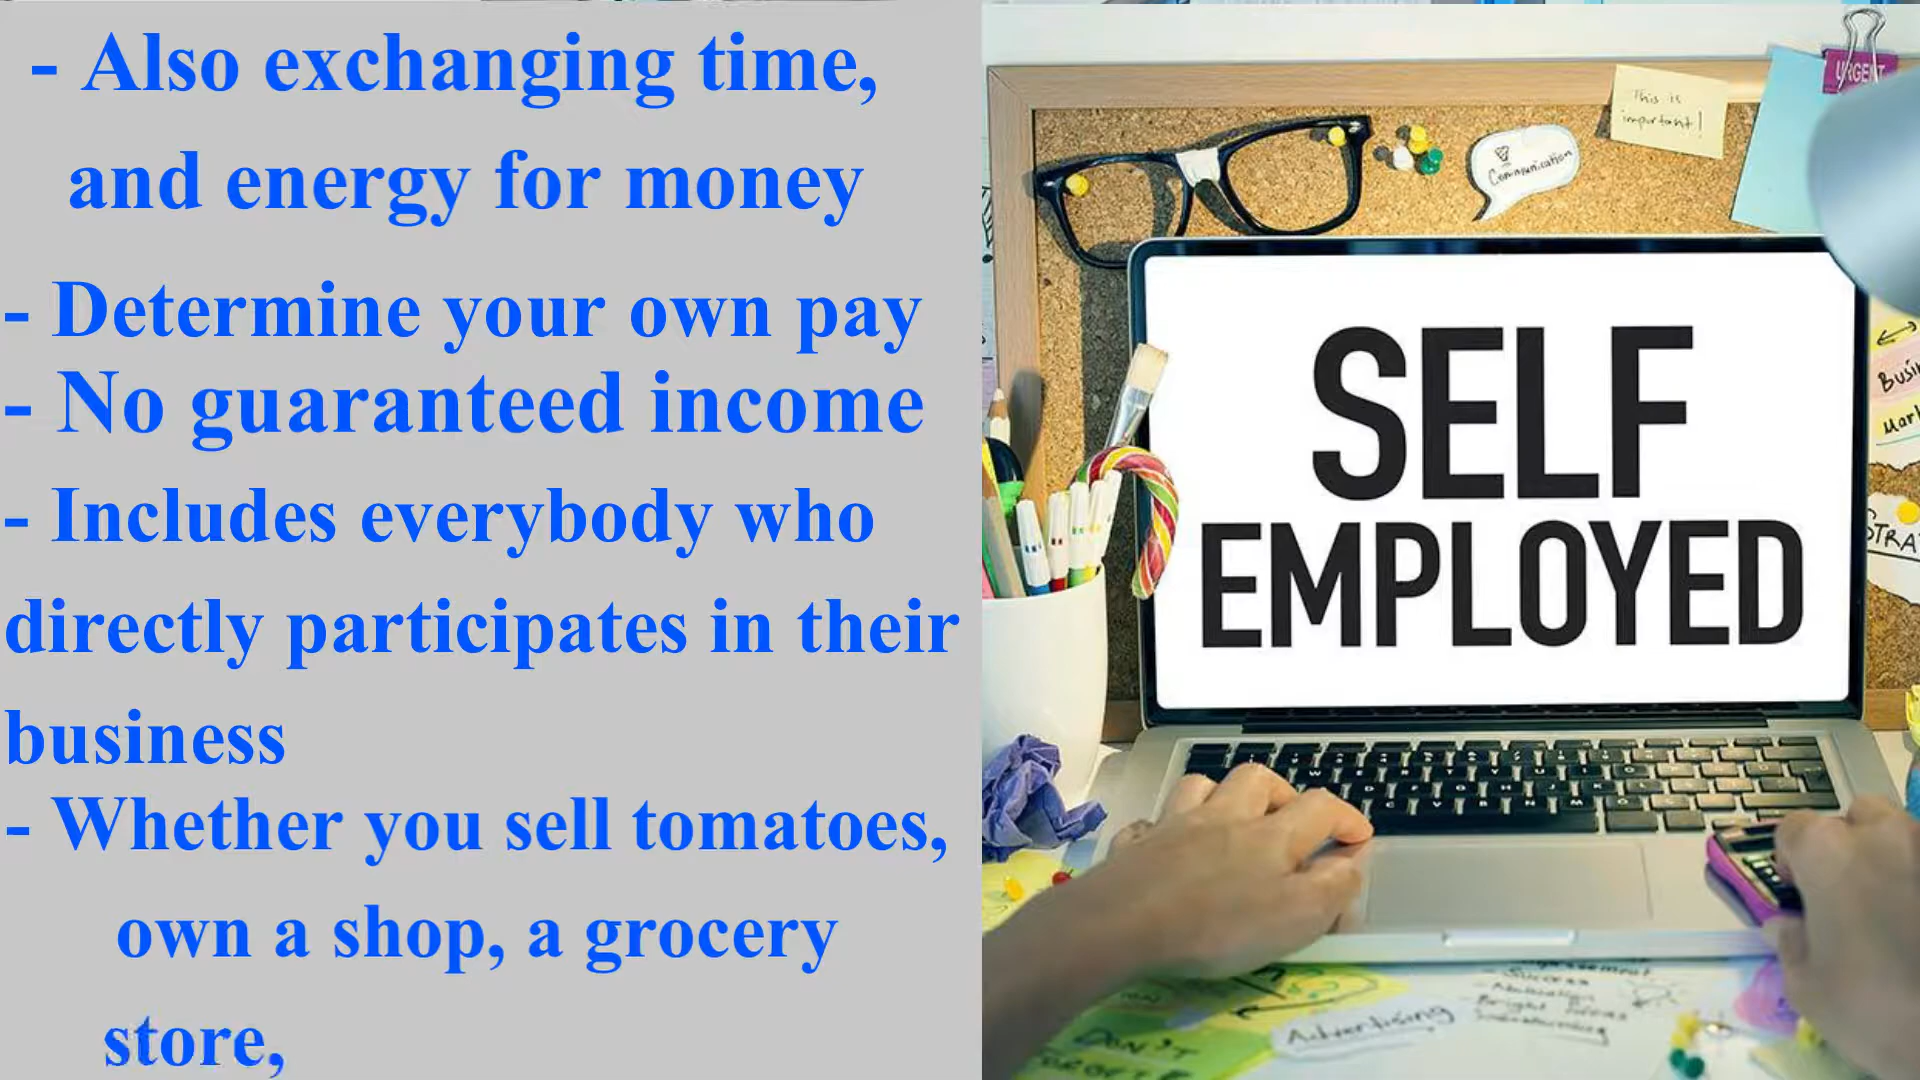 - Also exchanging time,
and energy for money
- Determine your own pay
- No guaranteed income
- Includes everybody who
directly participates in their
business
- Whether you sell tomatoes,
own a shop, a grocery
store,
URGENT
This is
important!
Communication
SELF
EMPLOYED
Advertising
DON'T
FORGET